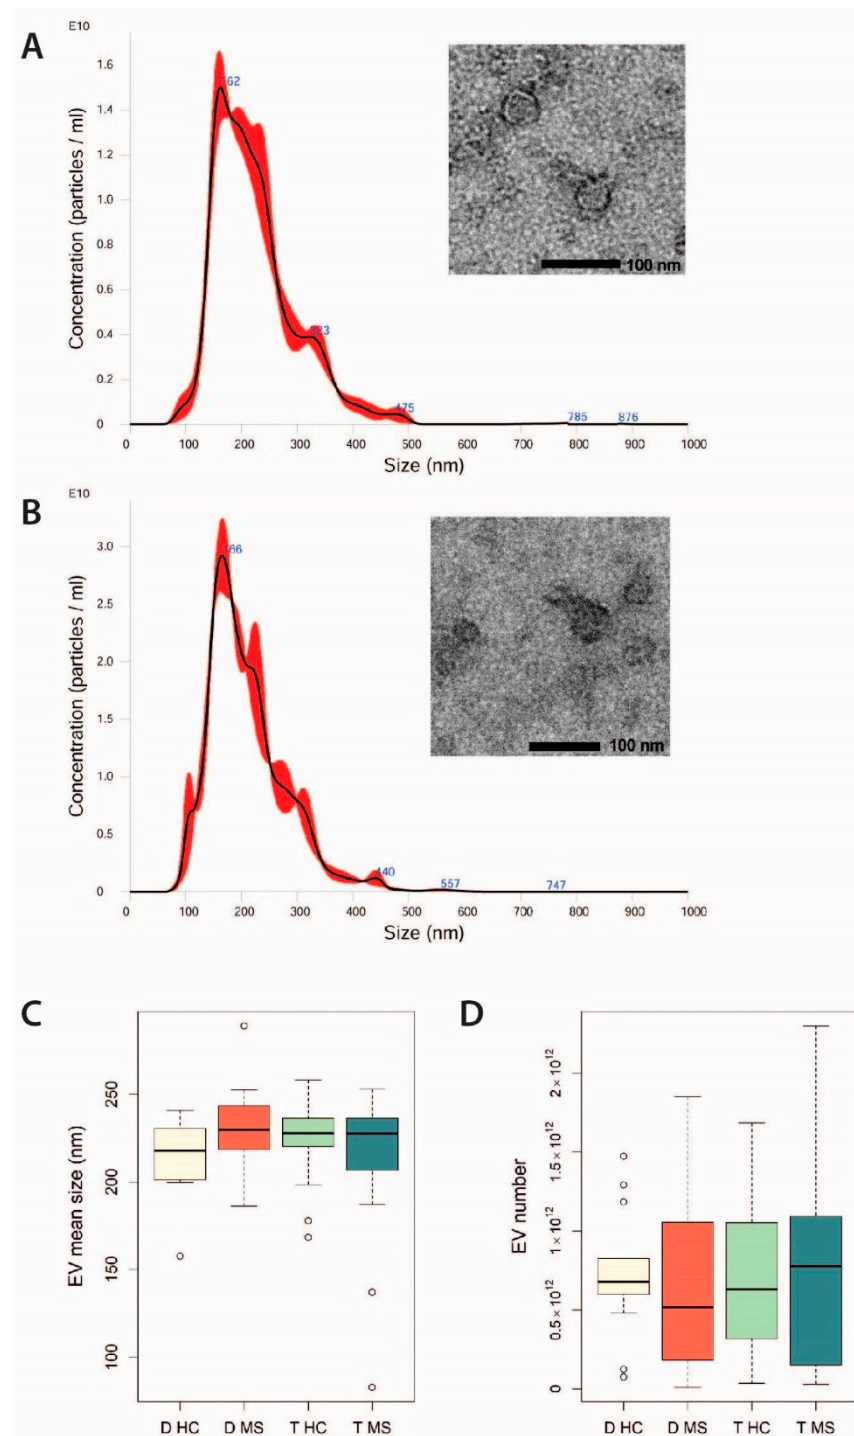 A
E10
Concentration (particles / ml)
1.6
1.4
1.2
1.0
0.8
0.6
0.4
0.2
0
162
323
475
785
876
100 nm
0 100 200 300 400 500 600 700 800 900 1000
Size (nm)
B
E10
Concentration (particles / ml)
3.0
2.5
2.0
1.5
1.0
0.5
0
166
440
557
747
100 nm
0 100 200 300 400 500 600 700 800 900 1000
Size (nm)
C
EV mean size (nm)
250
200
150
100
D HC D MS T HC T MS
D
EV number
2×10¹²
1.5×10¹²
1×10¹²
0.5×10¹²
0
D HC D MS T HC T MS